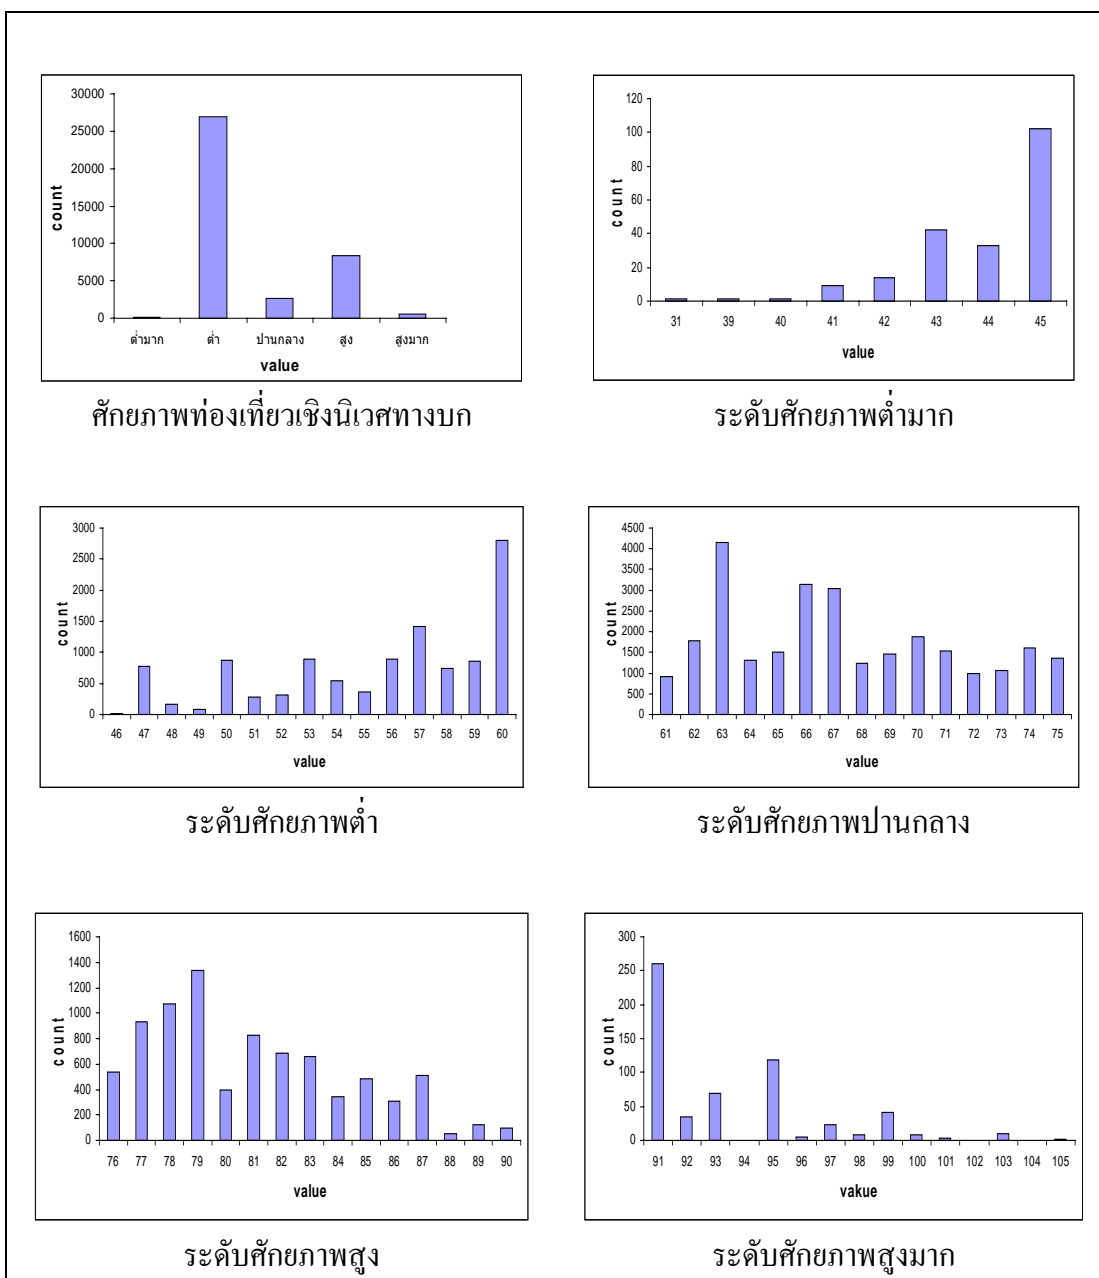 30000
25000
20000
15000
10000
5000
0
count
ต่ำมาก ต่ำ ปานกลาง สูง สูงมาก
value
ศักยภาพท่องเที่ยวเชิงนิเวศทางบก
120
100
80
60
40
20
0
count
31 39 40 41 42 43 44 45
value
ระดับศักยภาพต่ำมาก
3000
2500
2000
1500
1000
500
0
count
46 47 48 49 50 51 52 53 54 55 56 57 58 59 60
value
ระดับศักยภาพต่ำ
4500
4000
3500
3000
2500
2000
1500
1000
500
0
count
61 62 63 64 65 66 67 68 69 70 71 72 73 74 75
value
ระดับศักยภาพปานกลาง
1600
1400
1200
1000
800
600
400
200
0
count
76 77 78 79 80 81 82 83 84 85 86 87 88 89 90
value
ระดับศักยภาพสูง
300
250
200
150
100
50
0
count
91 92 93 94 95 96 97 98 99 100 101 102 103 104 105
vakue
ระดับศักยภาพสูงมาก